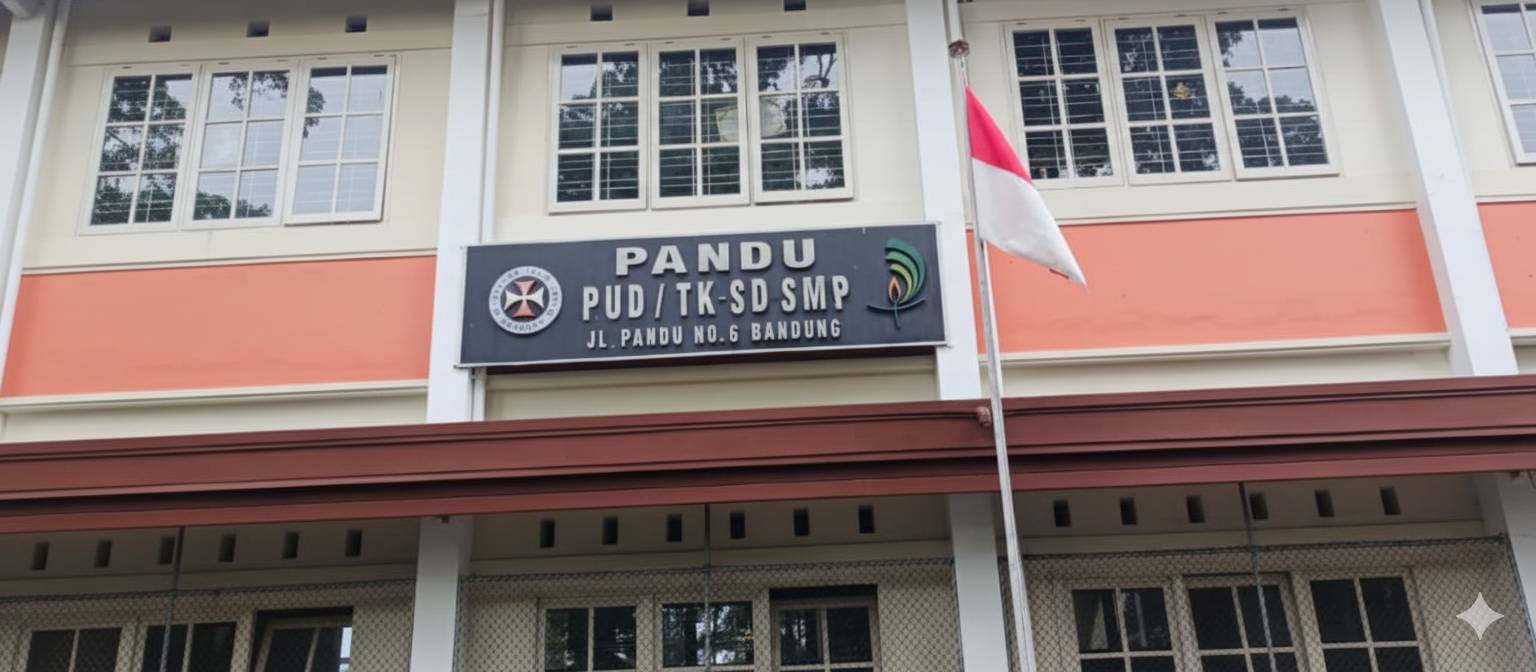 PANDU
PUD / TK-SD SMP
JL. PANDU NO.6 BANDUNG